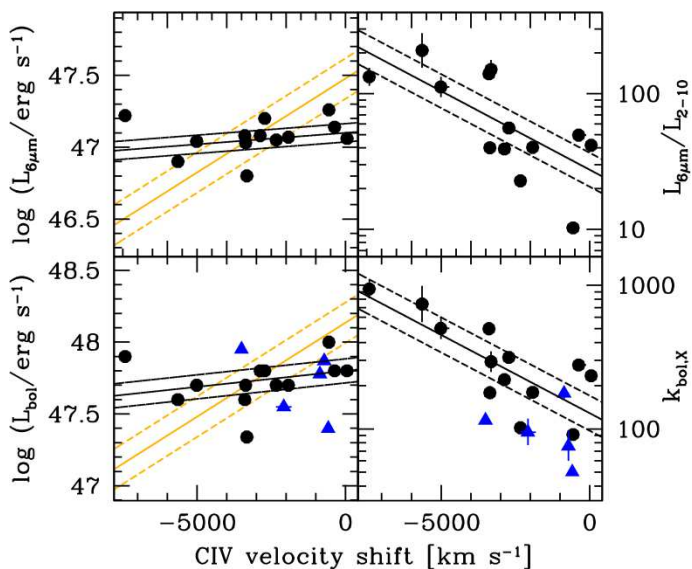 log (L6μm/erg s−1)
47.5
47
46.5
100
10
L6μm/L2−10
log (Lbol/erg s−1)
48.5
48
47.5
47
1000
100
kbol,X
−5000 0 −5000 0
CIV velocity shift [km s−1]